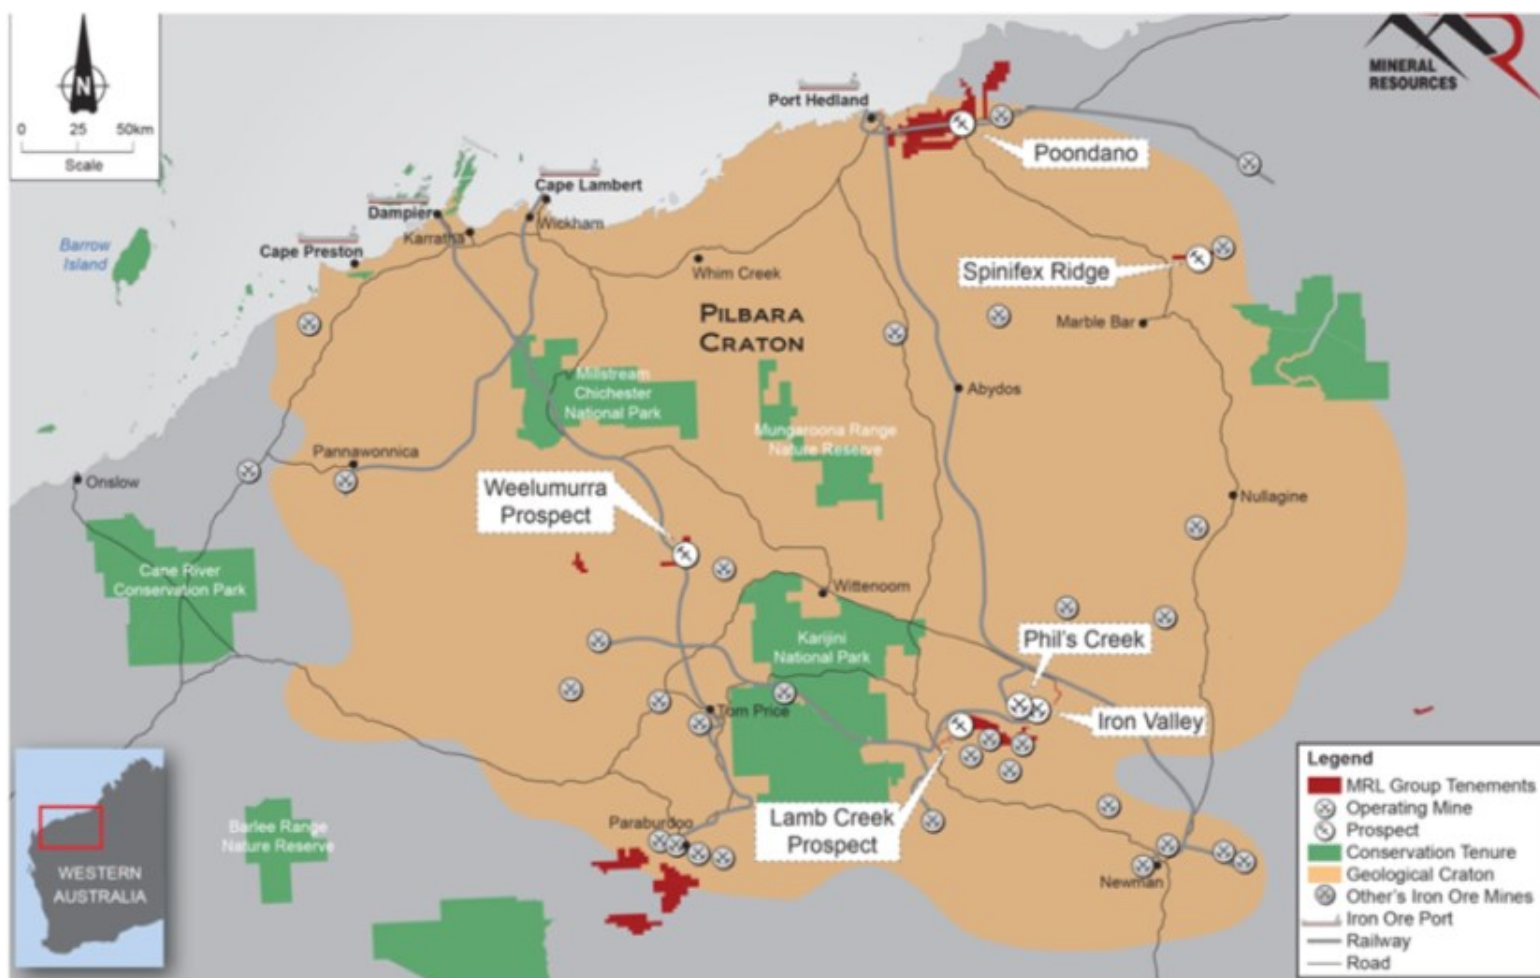 N
0 25 50km
Scale
MINERAL
RESOURCES
Port Hedland
Poondano
Cape Lambert
Dampier
Wickham
Karratha
Cape Preston
Barrow
Island
Whim Creek
Spinifex Ridge
PILBARA
CRATON
Marble Bar
Millstream
Chichester
National Park
Abydos
Mungaroona Range
Nature Reserve
Pannawonnica
Onslow
Weelumurra
Prospect
Nullagine
Cane River
Conservation Park
Wittenoom
Karijini
National Park
Phil's Creek
Tom Price
Iron Valley
Lamb Creek
Prospect
Paraburdoo
Newman
Barlee Range
Nature Reserve
WESTERN
AUSTRALIA
Legend
MRL Group Tenements
Operating Mine
Prospect
Conservation Tenure
Geological Craton
Other's Iron Ore Mines
Iron Ore Port
Railway
Road